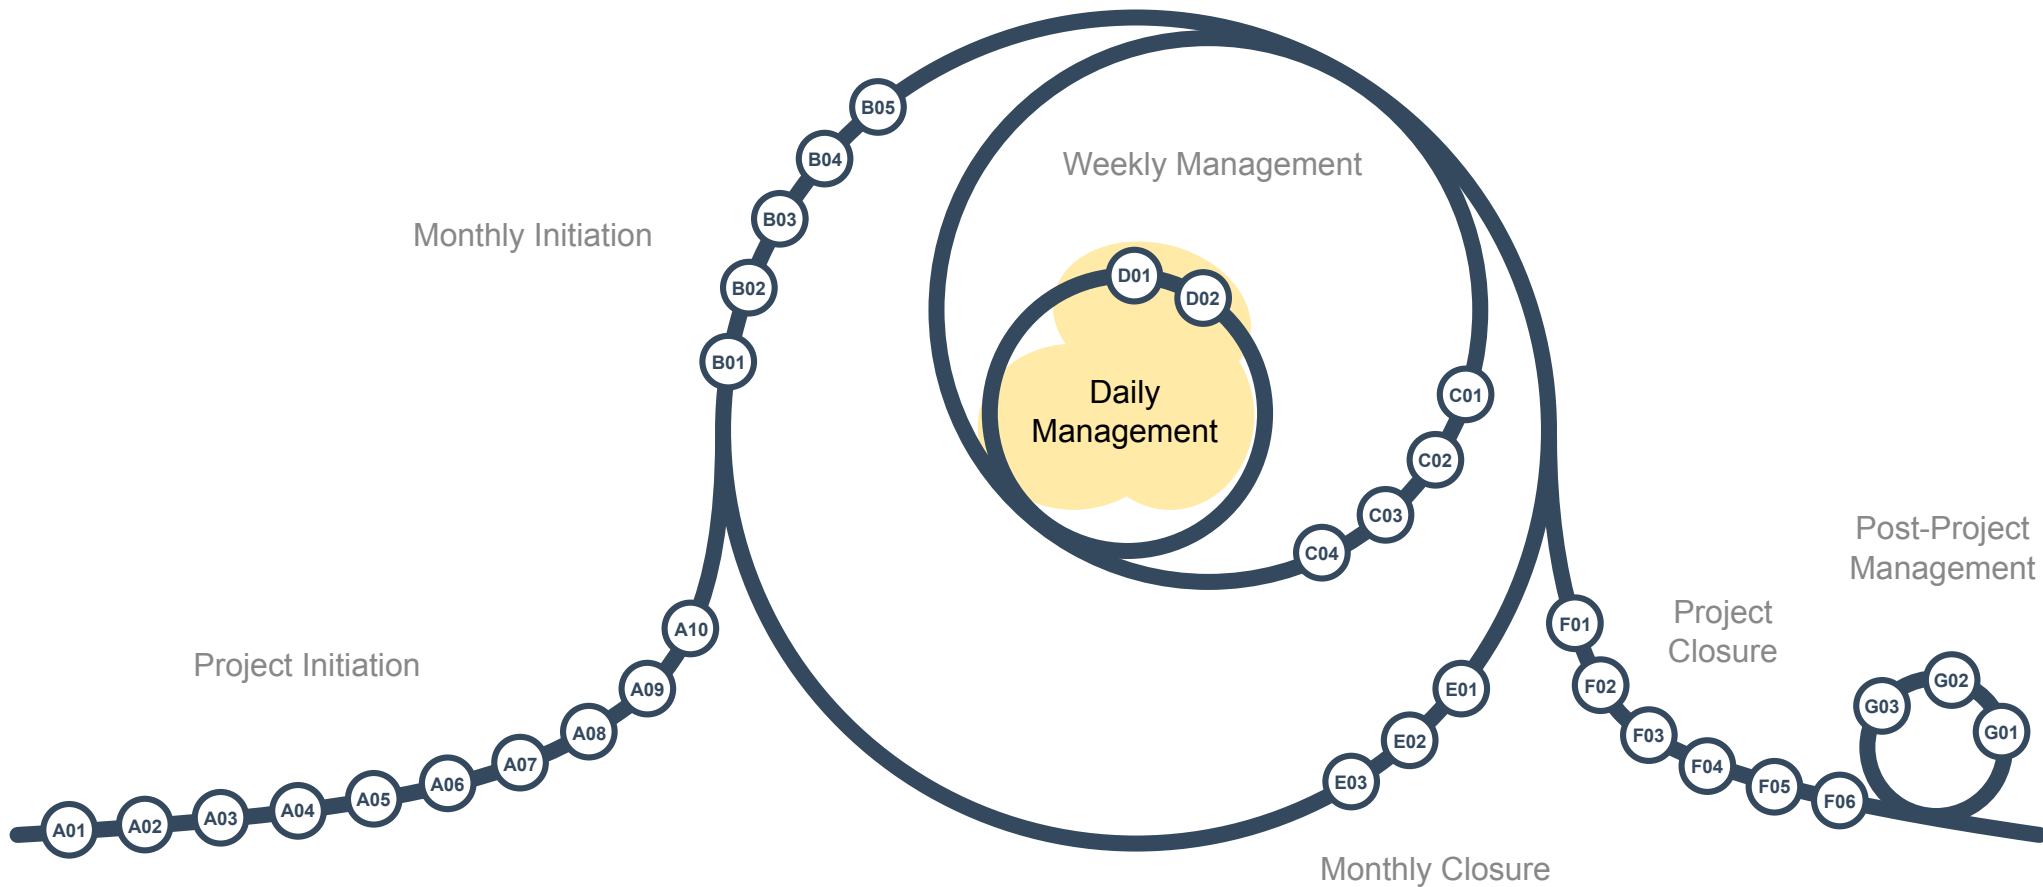 B05
B04
Weekly Management
B03
Monthly Initiation
D01
B02
D02
B01
Daily
Management
C01
C02
C03
C04
Post-Project
Management
Project
Closure
F01
A10
Project Initiation
F02
A09
E01
G02
G03
G01
A08
E02
F03
A07
F04
A06
E03
F05
A05
F06
A04
A03
A02
A01
Monthly Closure